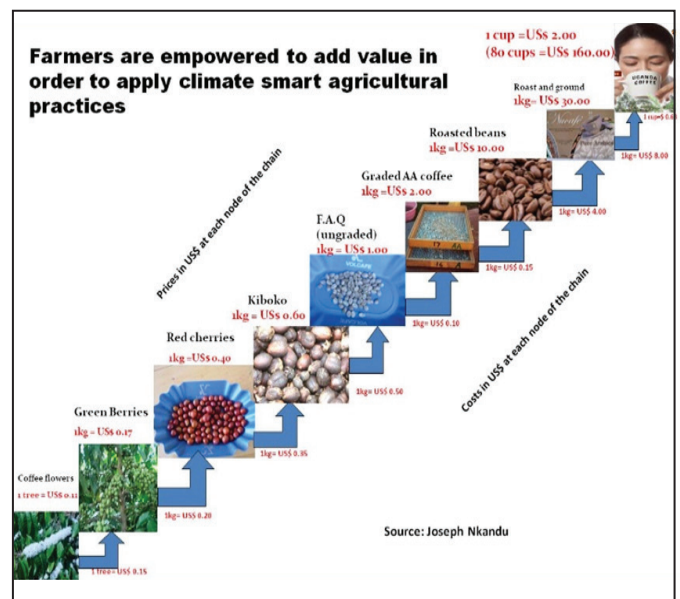 Farmers are empowered to add value in
order to apply climate smart agricultural
practices
1 cup =US$ 2.00
(80 cups =US$ 160.00)
UGANDA
COFFEE
Roast and ground
1kg= US$ 30.00
1kg= US$ 8.00
Roasted beans
1kg =US$ 10.00
1kg= US$ 4.00
Graded AA coffee
1kg =US$ 2.00
1kg= US$ 0.15
F.A.Q
(ungraded)
1kg = US$ 1.00
1kg= US$ 0.10
Kiboko
1kg = US$ 0.60
1kg= US$ 0.50
Red cherries
1kg =US$ 0.40
1kg= US$ 0.35
Green Berries
1kg = US$ 0.17
1kg= US$ 0.20
Coffee flowers
1 tree = US$ 0.11
1 tree= US$ 0.15
Prices in US$ at each node of the chain
Costs in US$ at each node of the chain
Source: Joseph Nkandu